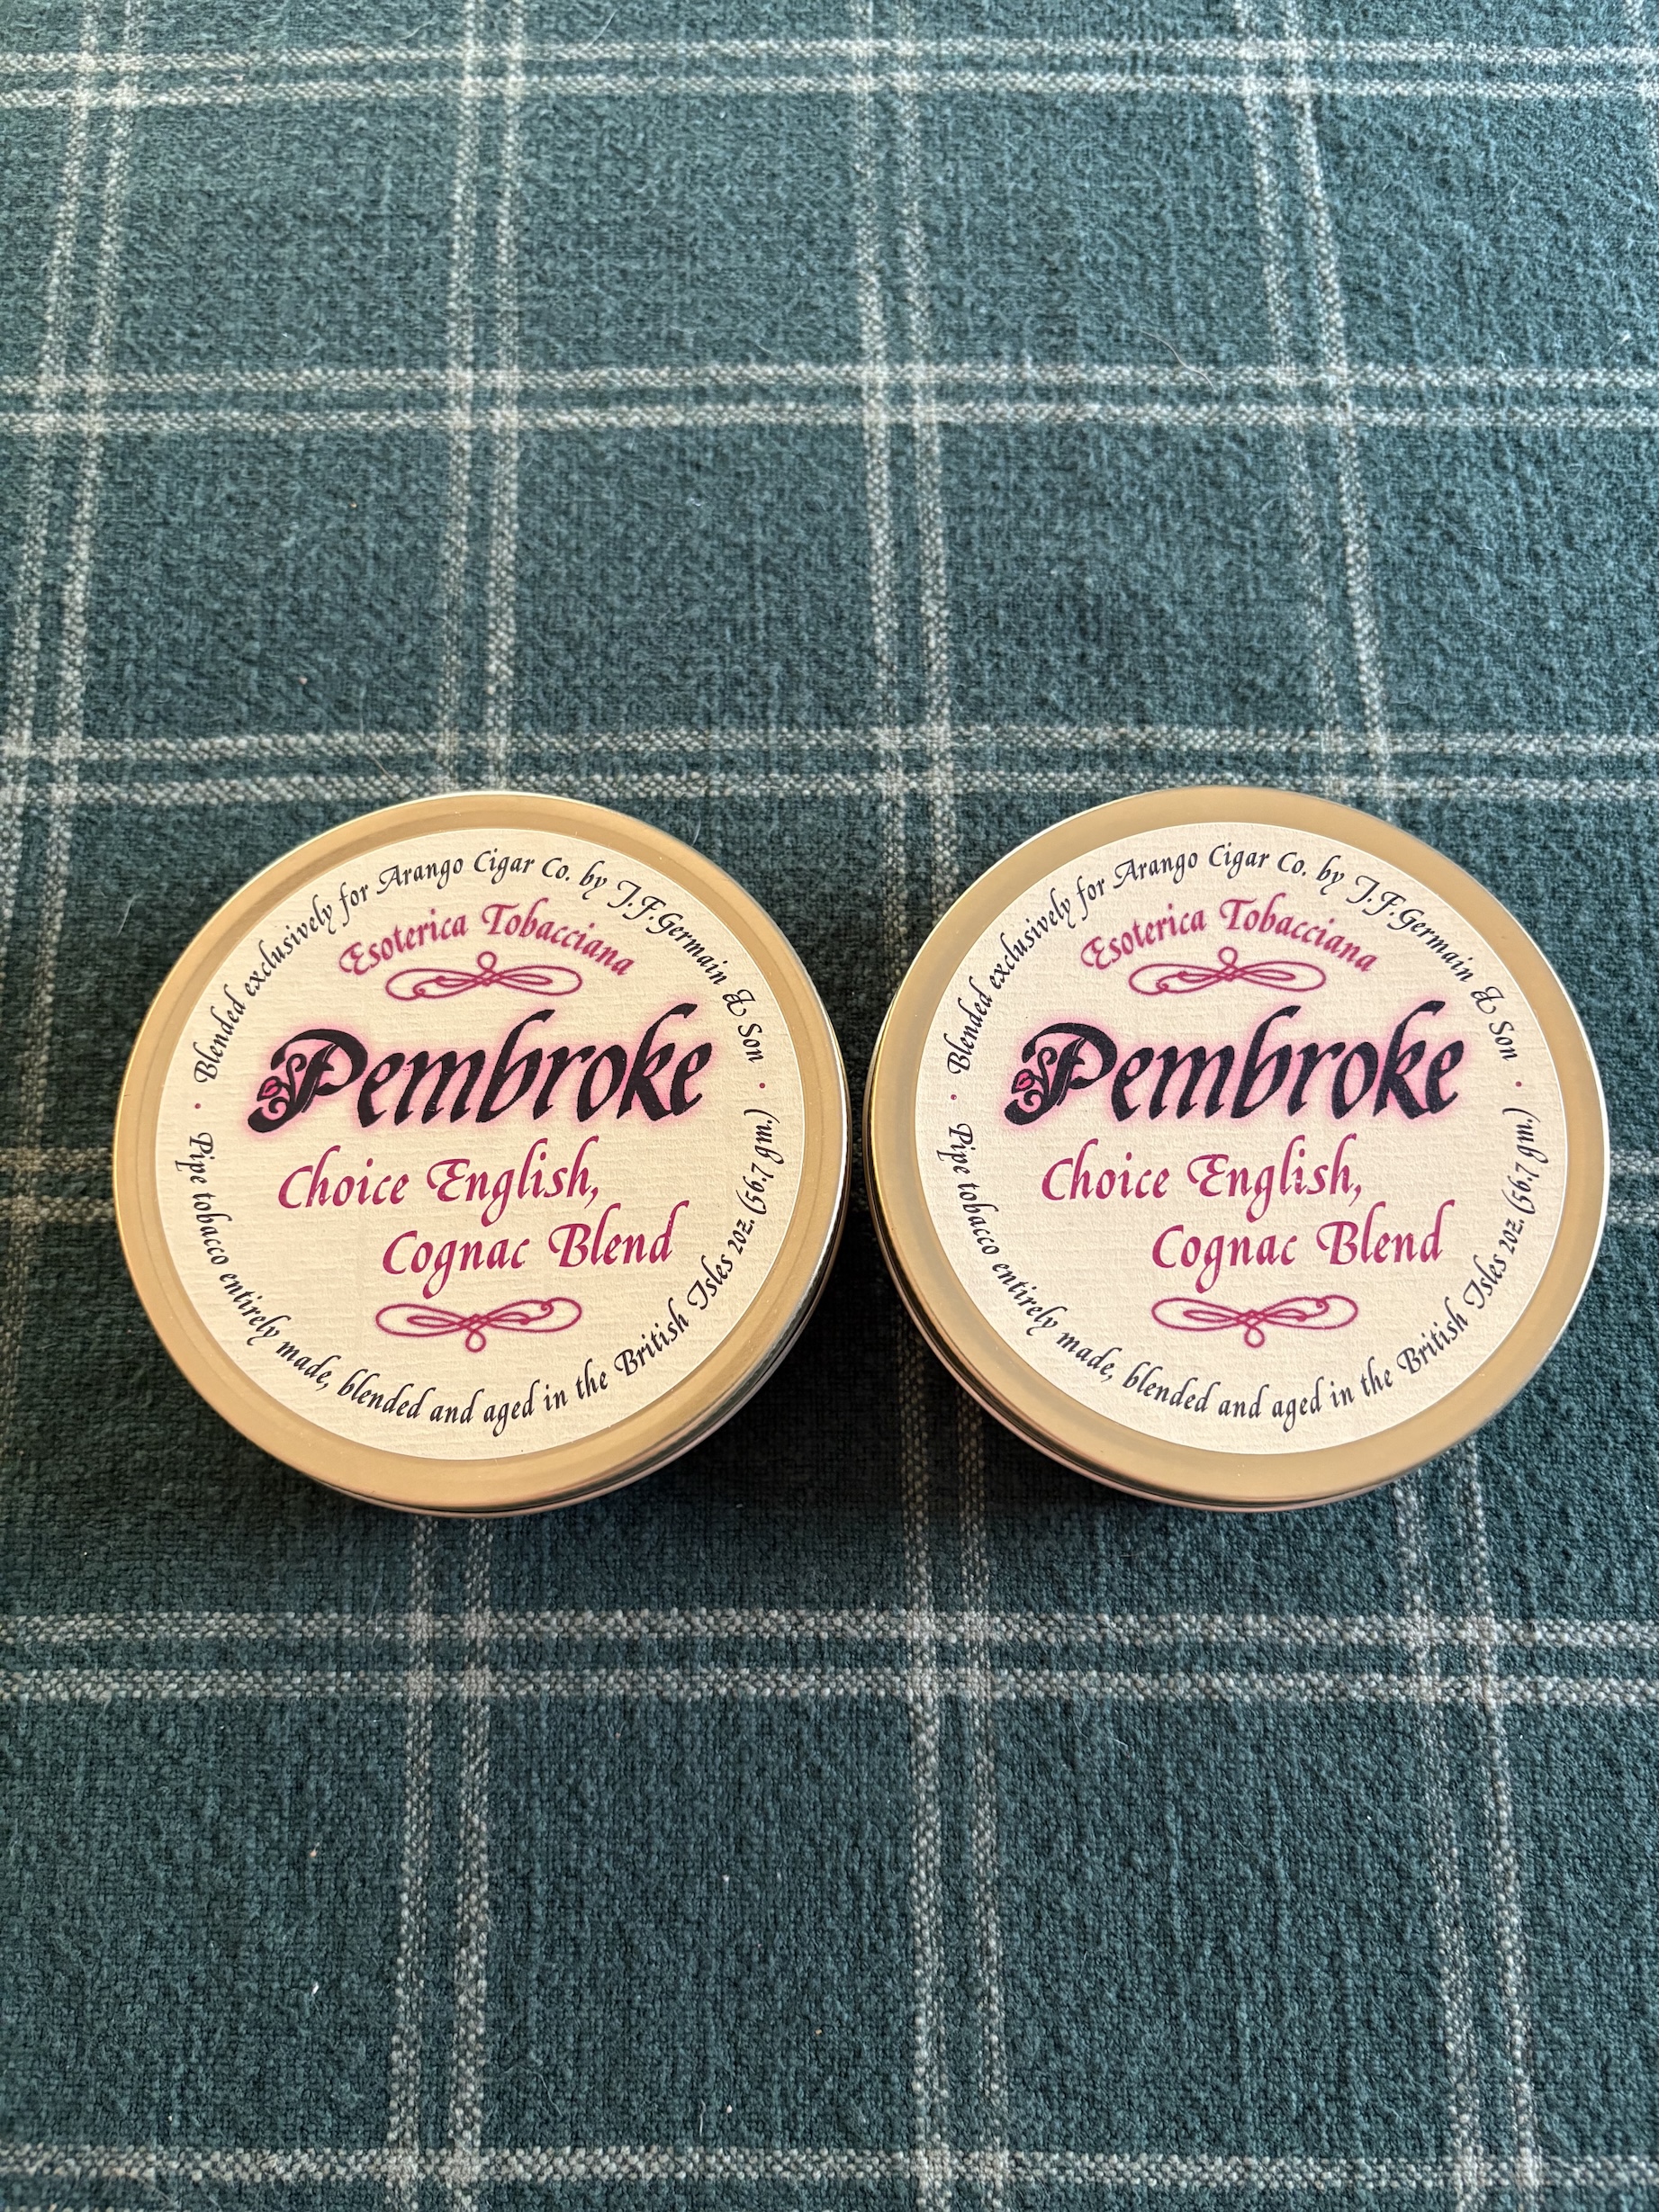 Blended exclusively for Arango Cigar Co. by J.F.Germain & Son
Esoterica Tobacciana
Pembroke
Choice English,
Cognac Blend
Pipe tobacco entirely made, blended and aged in the British Isles 2oz. (56.7 gm.)
Blended exclusively for Arango Cigar Co. by J.F.Germain & Son
Esoterica Tobacciana
Pembroke
Choice English,
Cognac Blend
Pipe tobacco entirely made, blended and aged in the British Isles 2oz. (56.7 gm.)